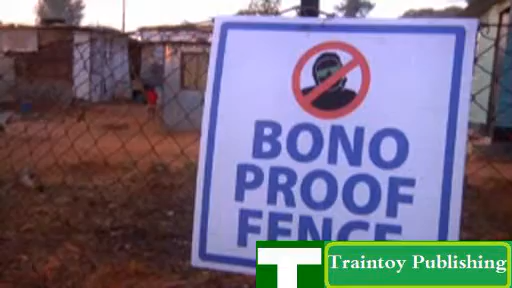 BONO
PROOF
FENCE
T
Traintoy Publishing